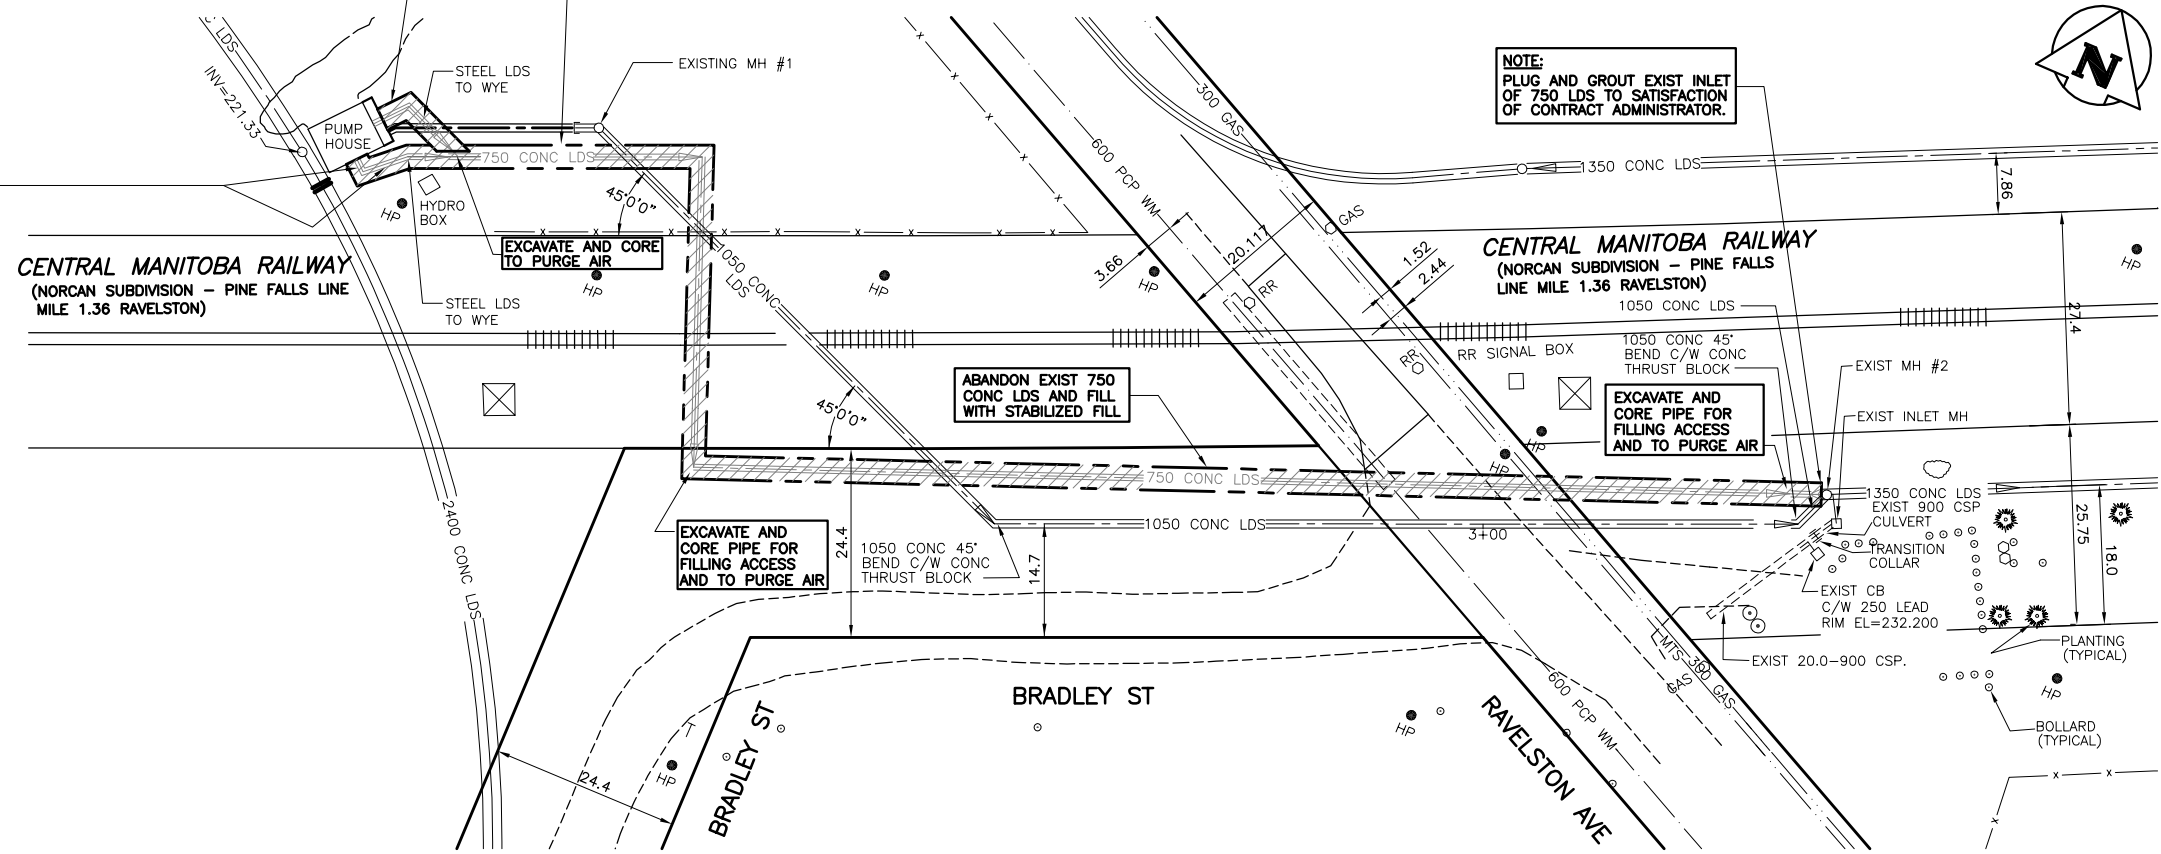 C LDS
INV=221.33
STEEL LDS
TO WYE
EXISTING MH #1
PUMP
HOUSE
750 CONC LDS
45°0'0"
HP
HYDRO
BOX
EXCAVATE AND CORE
TO PURGE AIR
CENTRAL MANITOBA RAILWAY
(NORCAN SUBDIVISION – PINE FALLS LINE
MILE 1.36 RAVELSTON)
STEEL LDS
TO WYE
HP
1050 CONC
LDS
HP
x
x
x
x
x
x
x
x
x
x
x
600 PCP WM
300 GAS
3.66
20.117
HP
RR
GAS
1.52
2.44
NOTE:
PLUG AND GROUT EXIST INLET
OF 750 LDS TO SATISFACTION
OF CONTRACT ADMINISTRATOR.
N
1350 CONC LDS
7.86
CENTRAL MANITOBA RAILWAY
(NORCAN SUBDIVISION – PINE FALLS
LINE MILE 1.36 RAVELSTON)
HP
1050 CONC LDS
27.4
RR
RR SIGNAL BOX
1050 CONC 45°
BEND C/W CONC
THRUST BLOCK
EXIST MH #2
ABANDON EXIST 750
CONC LDS AND FILL
WITH STABILIZED FILL
EXCAVATE AND
CORE PIPE FOR
FILLING ACCESS
AND TO PURGE AIR
EXIST INLET MH
45°0'0"
HP
HP
750 CONC LDS
1350 CONC LDS
EXIST 900 CSP
CULVERT
2400 CONC LDS
EXCAVATE AND
CORE PIPE FOR
FILLING ACCESS
AND TO PURGE AIR
24.4
1050 CONC LDS
3+00
1050 CONC 45°
BEND C/W CONC
THRUST BLOCK
14.7
TRANSITION
COLLAR
25.75
18.0
EXIST CB
C/W 250 LEAD
RIM EL=232.200
EXIST 20.0-900 CSP.
PLANTING
(TYPICAL)
MTS
300 GAS
GAS
HP
BRADLEY ST
600 PCP WM
HP
BOLLARD
(TYPICAL)
T
HP
24.4
BRADLEY ST
RAVELSTON AVE
x
x
x